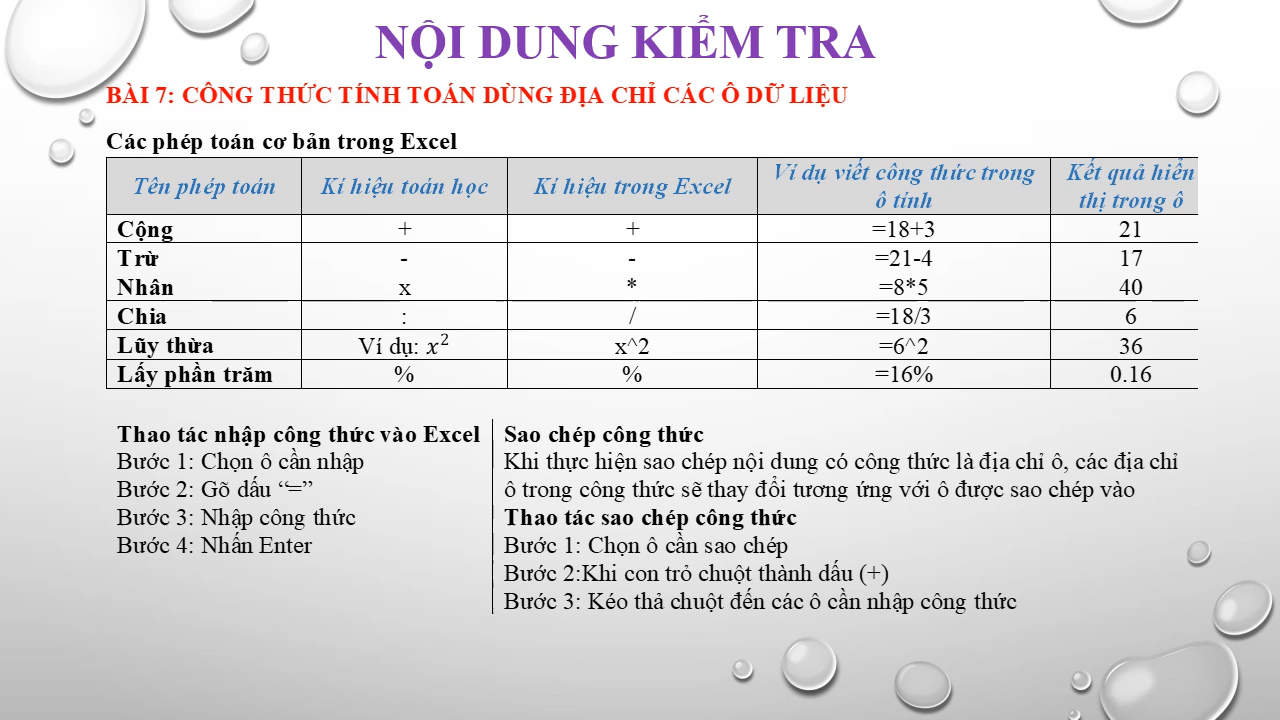 NỘI DUNG KIỂM TRA
BÀI 7: CÔNG THỨC TÍNH TOÁN DÙNG ĐỊA CHỈ CÁC Ô DỮ LIỆU
Các phép toán cơ bản trong Excel
Tên phép toán Kí hiệu toán học Kí hiệu trong Excel Ví dụ viết công thức trong ô tính Kết quả hiển thị trong ô
Cộng + + =18+3 21
Trừ - - =21-4 17
Nhân x * =8*5 40
Chia : / =18/3 6
Lũy thừa Ví dụ: x² x^2 =6^2 36
Lấy phần trăm % % =16% 0.16
Thao tác nhập công thức vào Excel
Bước 1: Chọn ô cần nhập
Bước 2: Gõ dấu “=”
Bước 3: Nhập công thức
Bước 4: Nhấn Enter
Sao chép công thức
Khi thực hiện sao chép nội dung có công thức là địa chỉ ô, các địa chỉ
ô trong công thức sẽ thay đổi tương ứng với ô được sao chép vào
Thao tác sao chép công thức
Bước 1: Chọn ô cần sao chép
Bước 2:Khi con trỏ chuột thành dấu (+)
Bước 3: Kéo thả chuột đến các ô cần nhập công thức